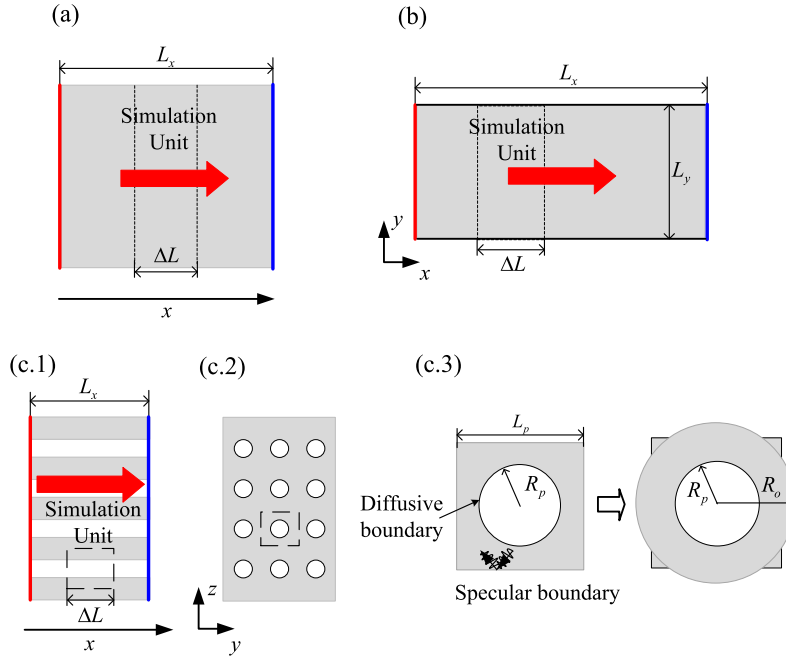 (a)
L_x
Simulation
Unit
ΔL
x
(b)
L_x
Simulation
Unit
L_y
y
x
ΔL
(c.1)
L_x
Simulation
Unit
ΔL
x
(c.2)
z
y
(c.3)
L_p
R_p
Diffusive
boundary
Specular boundary
R_p
R_o